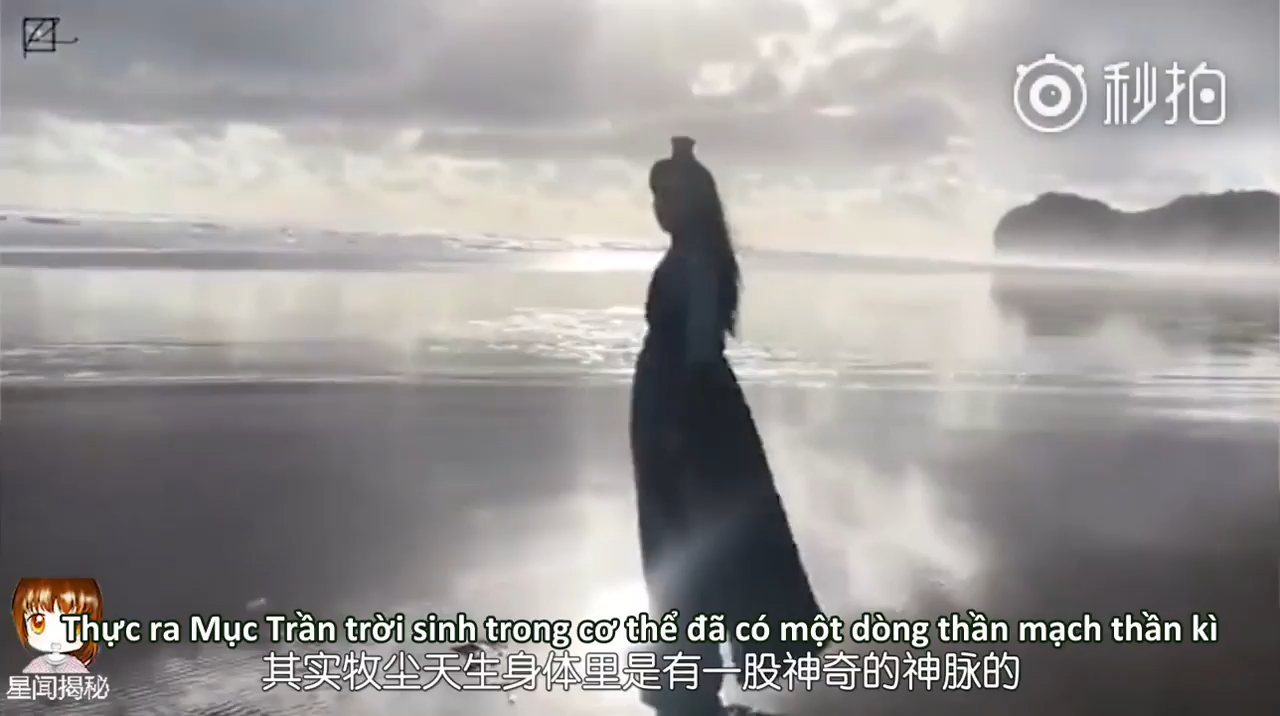 秒拍
Thực ra Mục Trần trời sinh trong cơ thể đã có một dòng thần mạch thần kì
其实牧尘天生身体里是有一股神奇的神脉的
星闻揭秘